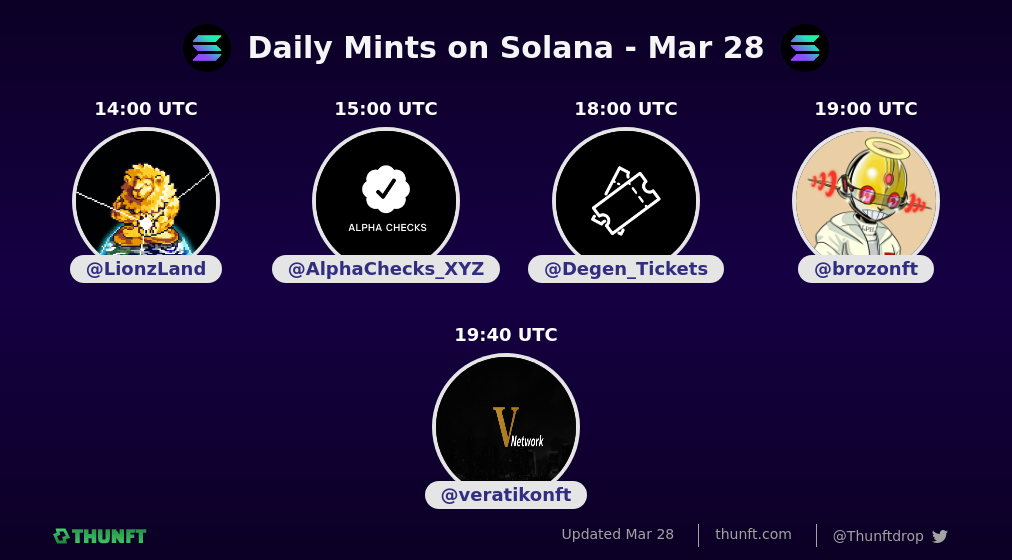 Daily Mints on Solana - Mar 28
14:00 UTC
@LionzLand
15:00 UTC
ALPHA CHECKS
@AlphaChecks_XYZ
18:00 UTC
@Degen_Tickets
19:00 UTC
@brozonft
19:40 UTC
V Network
@veratikonft
THUNFT
Updated Mar 28
thunft.com
@Thunftdrop